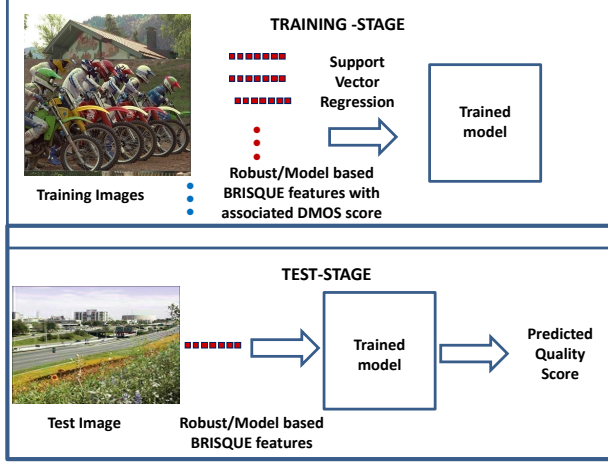 TRAINING -STAGE
Support
Vector
Regression
Trained
model
Training Images
Robust/Model based
BRISQUE features with
associated DMOS score
TEST-STAGE
Trained
model
Predicted
Quality
Score
Test Image
Robust/Model based
BRISQUE features